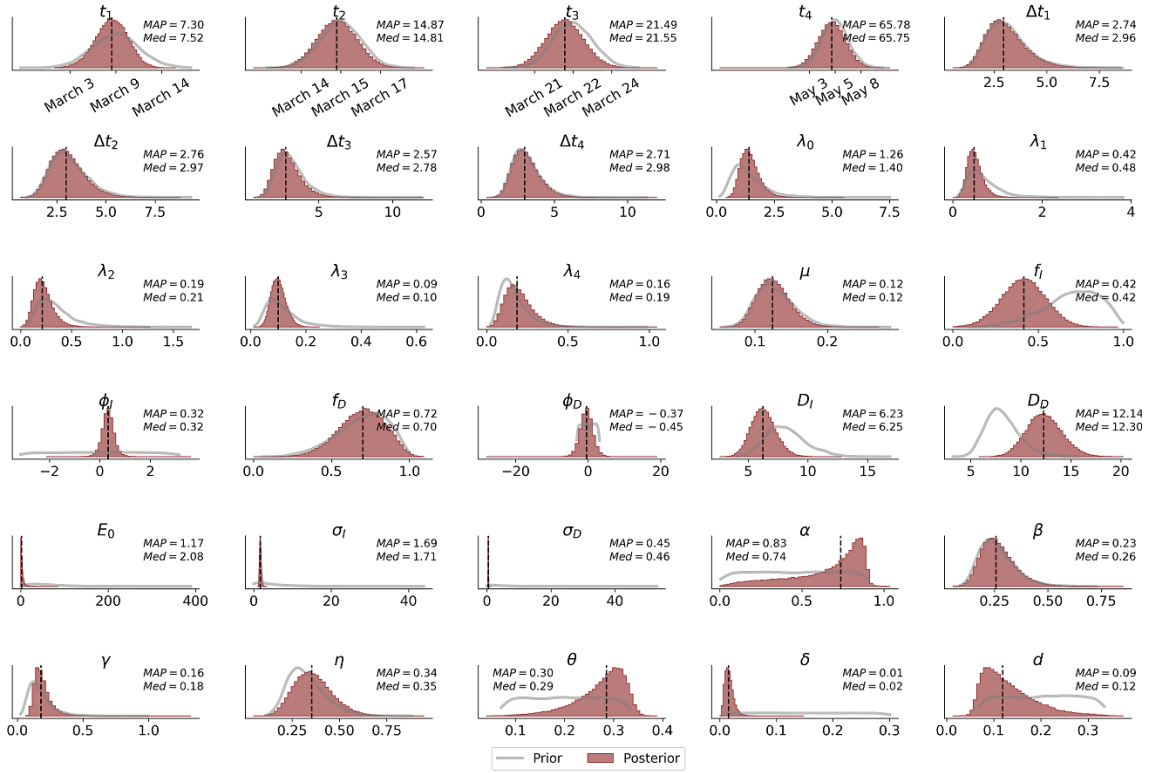 t₁
MAP = 7.30
Med = 7.52
March 3 March 9 March 14
t₂
MAP = 14.87
Med = 14.81
March 14 March 15 March 17
t₃
MAP = 21.49
Med = 21.55
March 21 March 22 March 24
t₄
MAP = 65.78
Med = 65.75
May 3 May 5 May 8
Δt₁
MAP = 2.74
Med = 2.96
2.5 5.0 7.5
Δt₂
MAP = 2.76
Med = 2.97
2.5 5.0 7.5
Δt₃
MAP = 2.57
Med = 2.78
5 10
Δt₄
MAP = 2.71
Med = 2.98
0 5 10
λ₀
MAP = 1.26
Med = 1.40
0.0 2.5 5.0 7.5
λ₁
MAP = 0.42
Med = 0.48
0 2 4
λ₂
MAP = 0.19
Med = 0.21
0.0 0.5 1.0 1.5
λ₃
MAP = 0.09
Med = 0.10
0.0 0.2 0.4 0.6
λ₄
MAP = 0.16
Med = 0.19
0.0 0.5 1.0
μ
MAP = 0.12
Med = 0.12
0.1 0.2
f_I
MAP = 0.42
Med = 0.42
0.0 0.5 1.0
ϕ_I
MAP = 0.32
Med = 0.32
−2 0 2
f_D
MAP = 0.72
Med = 0.70
0.0 0.5 1.0
ϕ_D
MAP = − 0.37
Med = − 0.45
−20 0 20
D_I
MAP = 6.23
Med = 6.25
5 10 15
D_D
MAP = 12.14
Med = 12.30
5 10 15 20
E₀
MAP = 1.17
Med = 2.08
0 200 400
σ_I
MAP = 1.69
Med = 1.71
0 20 40
σ_D
MAP = 0.45
Med = 0.46
0 20 40
α
MAP = 0.83
Med = 0.74
0.0 0.5 1.0
β
MAP = 0.23
Med = 0.26
0.25 0.50 0.75
γ
MAP = 0.16
Med = 0.18
0.0 0.5 1.0
η
MAP = 0.34
Med = 0.35
0.25 0.50 0.75
θ
MAP = 0.30
Med = 0.29
0.1 0.2 0.3 0.4
δ
MAP = 0.01
Med = 0.02
0.0 0.1 0.2 0.3
d
MAP = 0.09
Med = 0.12
0.0 0.1 0.2 0.3
Prior Posterior